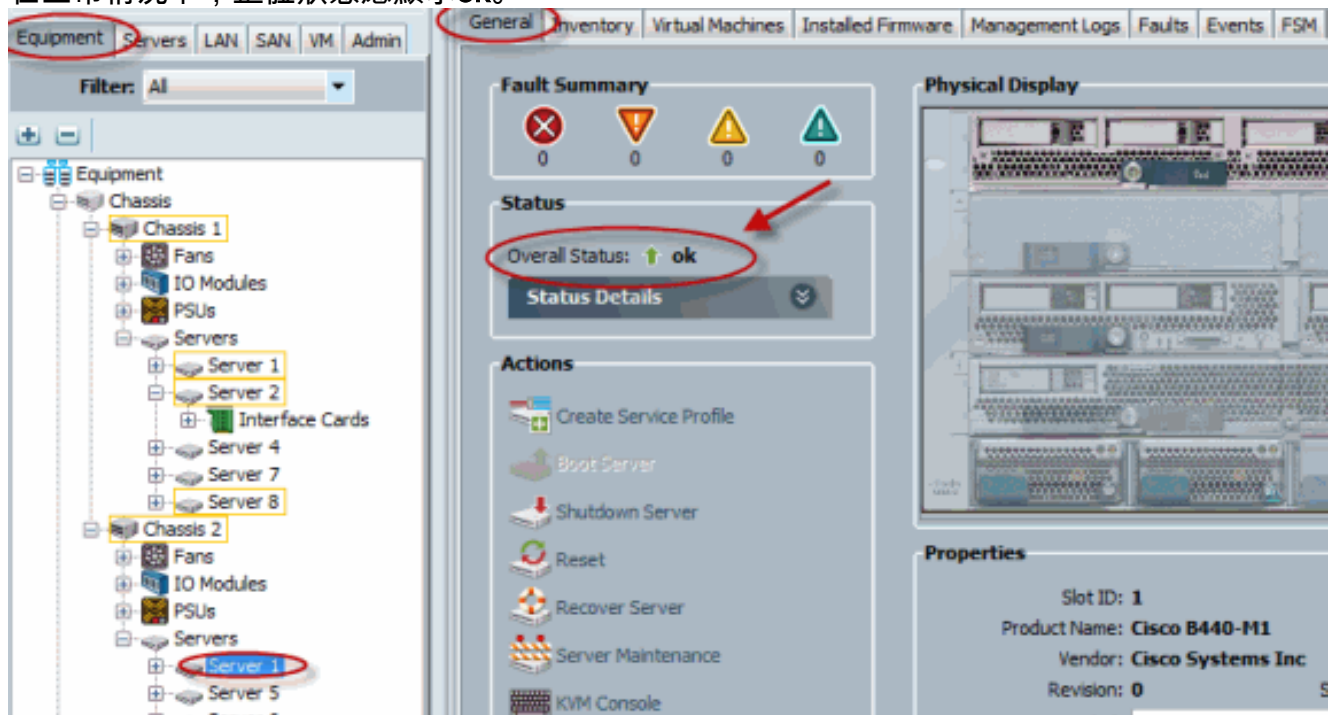 Equipment Servers LAN SAN VM Admin
Filter: All
Equipment
Chassis
Chassis 1
Fans
IO Modules
PSUs
Servers
Server 1
Server 2
Interface Cards
Server 4
Server 7
Server 8
Chassis 2
Fans
IO Modules
PSUs
Servers
Server 1
Server 5
General Inventory Virtual Machines Installed Firmware Management Logs Faults Events FSM
Fault Summary
0 0 0 0
Status
Overall Status: ok
Status Details
Actions
Create Service Profile
Boot Server
Shutdown Server
Reset
Recover Server
Server Maintenance
KVM Console
Physical Display
Properties
Slot ID: 1
Product Name: Cisco B440-M1
Vendor: Cisco Systems Inc
Revision: 0
S